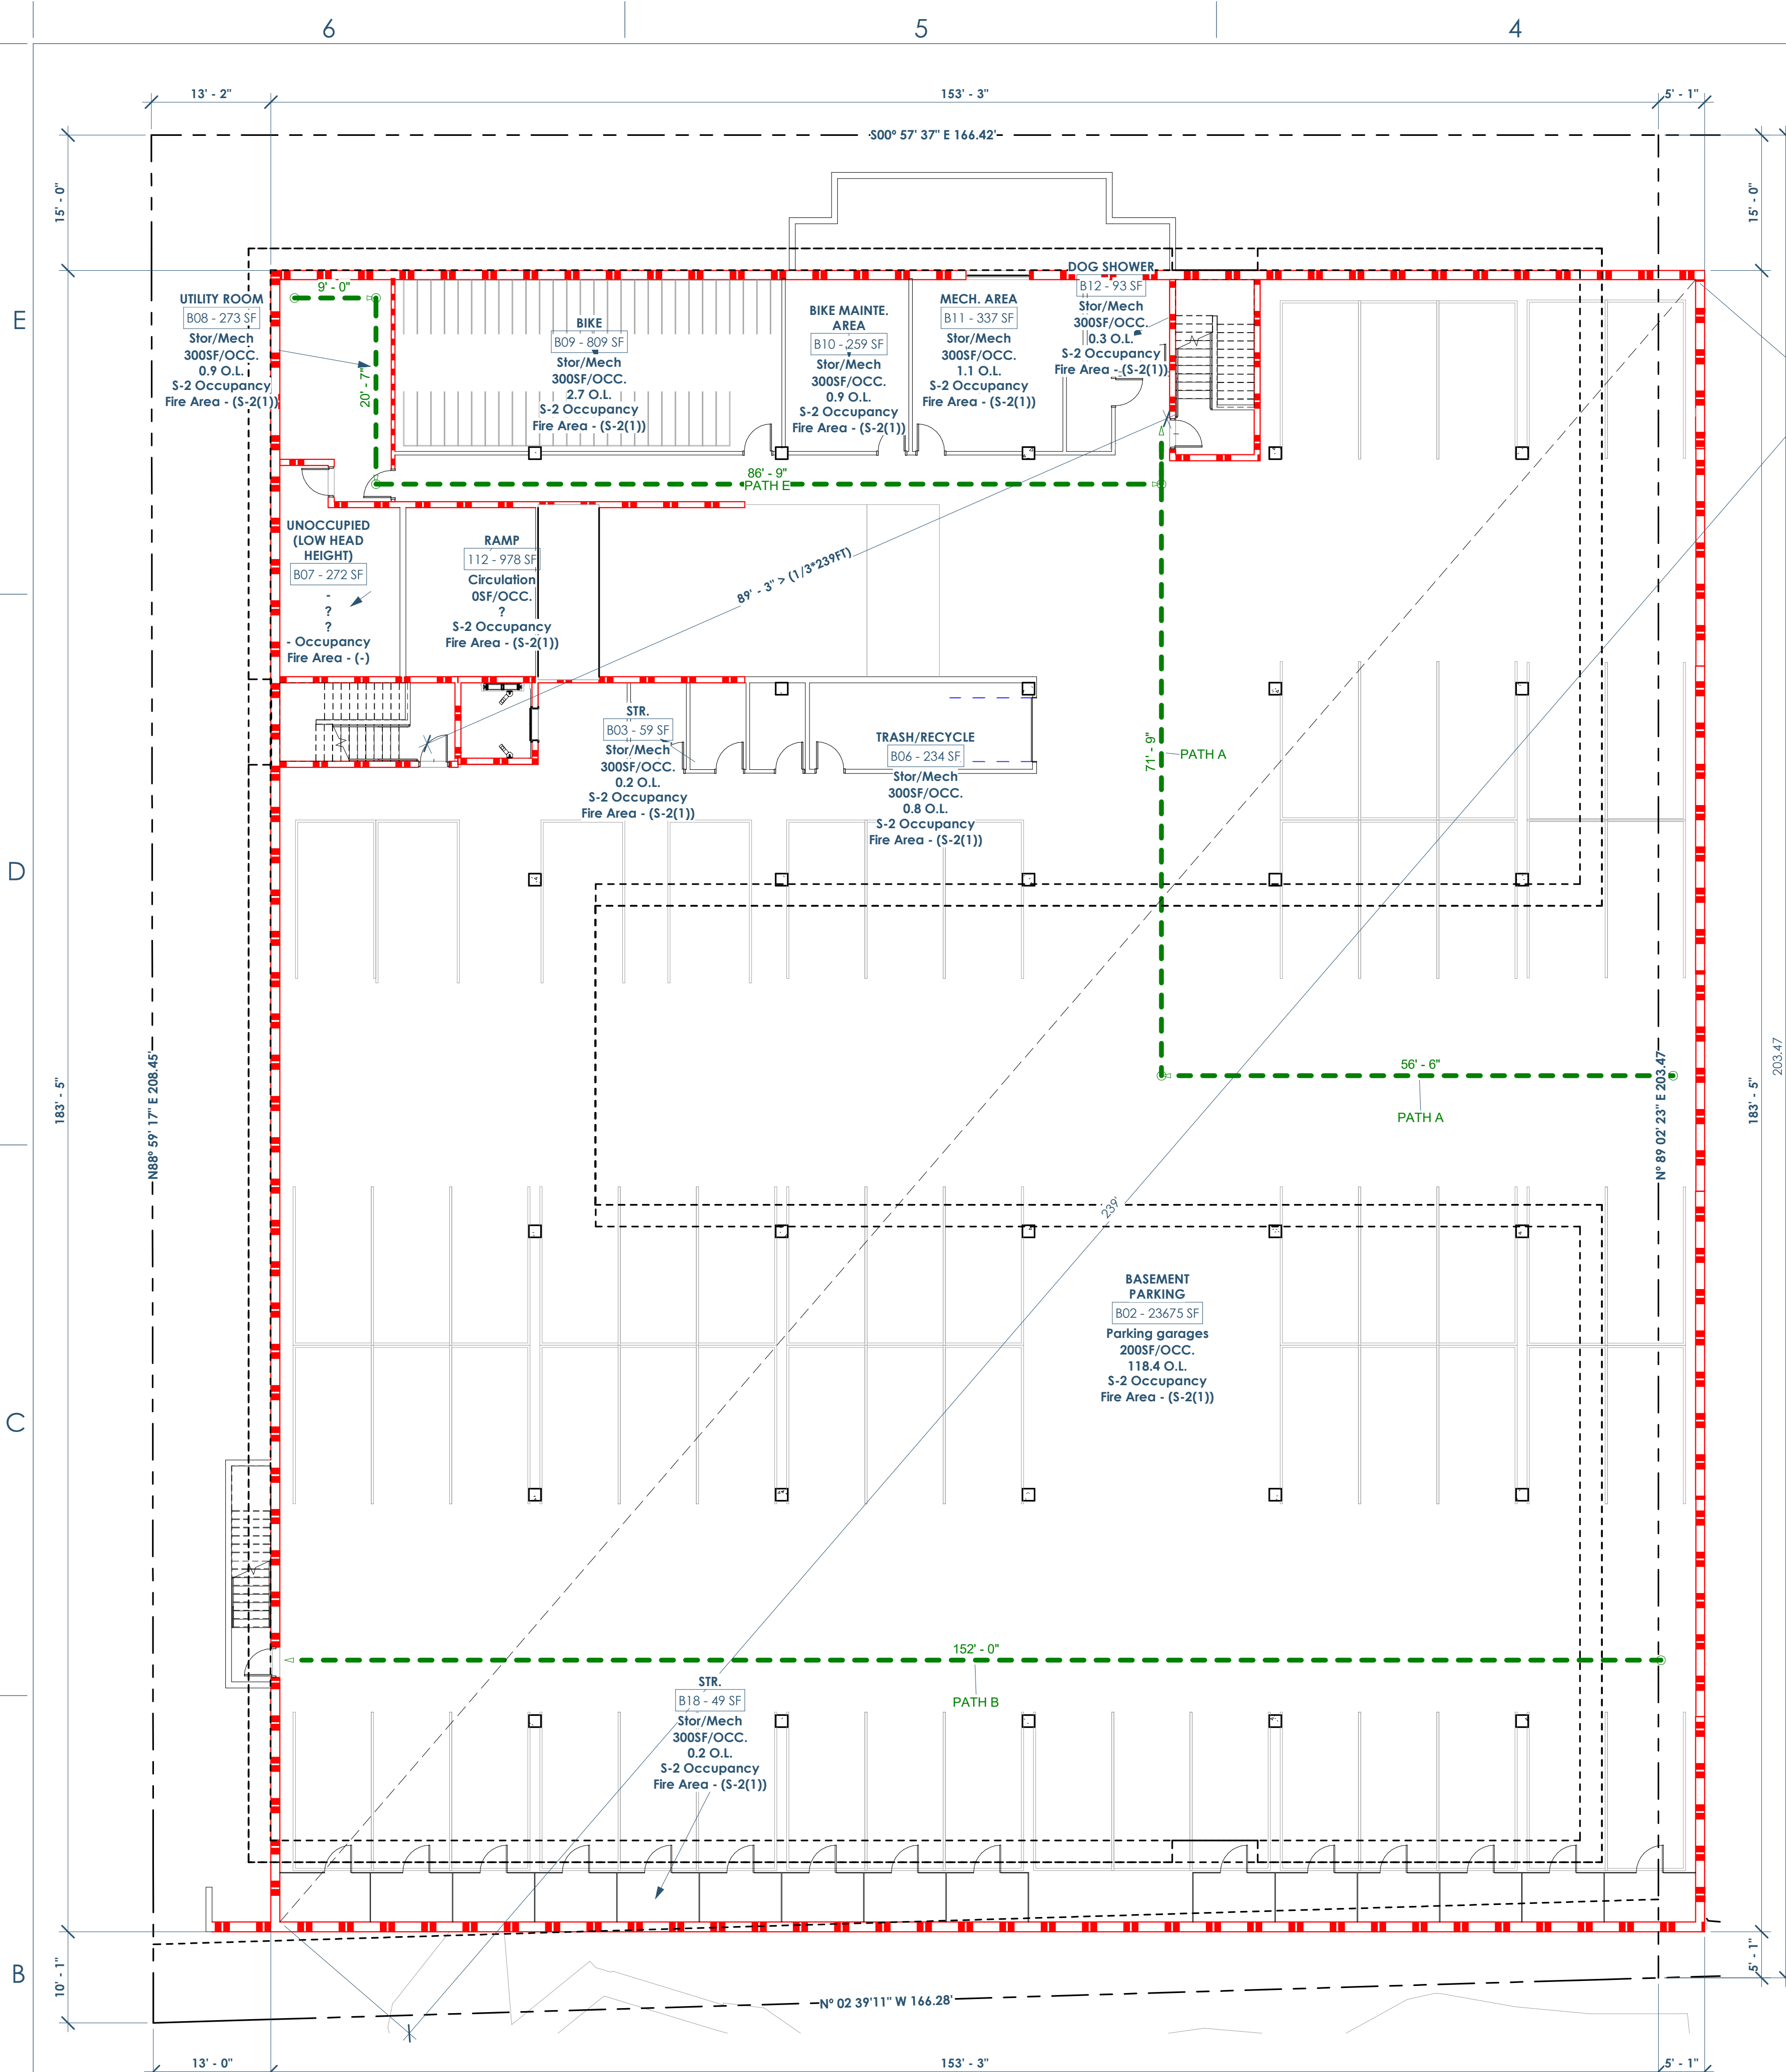 6
5
4
13' - 2"
153' - 3"
5' - 1"
S00° 57' 37" E 166.42'
15' - 0"
15' - 0"
E
9' - 0"
20' - 7"
UTILITY ROOM
B08 - 273 SF
Stor/Mech
300SF/OCC.
0.9 O.L.
S-2 Occupancy
Fire Area - (S-2(1))
BIKE
B09 - 809 SF
Stor/Mech
300SF/OCC.
2.7 O.L.
S-2 Occupancy
Fire Area - (S-2(1))
BIKE MAINTE.
AREA
B10 - 259 SF
Stor/Mech
300SF/OCC.
0.9 O.L.
S-2 Occupancy
Fire Area - (S-2(1))
MECH. AREA
B11 - 337 SF
Stor/Mech
300SF/OCC.
1.1 O.L.
S-2 Occupancy
Fire Area - (S-2(1))
DOG SHOWER
B12 - 93 SF
Stor/Mech
300SF/OCC.
0.3 O.L.
S-2 Occupancy
Fire Area - (S-2(1))
86' - 9"
PATH E
UNOCCUPIED
(LOW HEAD
HEIGHT)
B07 - 272 SF
-
?
?
- Occupancy
Fire Area - (-)
RAMP
112 - 978 SF
Circulation
0SF/OCC.
?
S-2 Occupancy
Fire Area - (S-2(1))
89' - 3" > (1/3*239FT)
STR.
B03 - 59 SF
Stor/Mech
300SF/OCC.
0.2 O.L.
S-2 Occupancy
Fire Area - (S-2(1))
TRASH/RECYCLE
B06 - 234 SF
Stor/Mech
300SF/OCC.
0.8 O.L.
S-2 Occupancy
Fire Area - (S-2(1))
71' - 9"
PATH A
D
183' - 5"
N88° 59' 17" E 208.45'
56' - 6"
PATH A
N° 89 02' 23" E 203.47
183' - 5"
203.47
239'
BASEMENT
PARKING
B02 - 23675 SF
Parking garages
200SF/OCC.
118.4 O.L.
S-2 Occupancy
Fire Area - (S-2(1))
C
152' - 0"
PATH B
STR.
B18 - 49 SF
Stor/Mech
300SF/OCC.
0.2 O.L.
S-2 Occupancy
Fire Area - (S-2(1))
B
10' - 1"
5' - 1"
N° 02 39'11" W 166.28'
13' - 0"
153' - 3"
5' - 1"